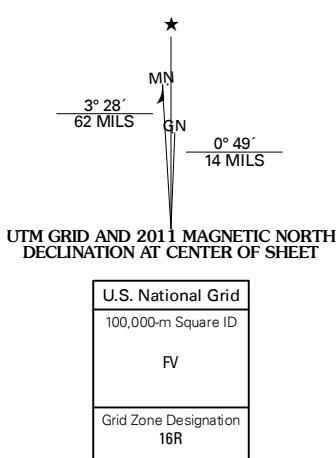 MN
3° 28´
62 MILS
GN
0° 49´
14 MILS
UTM GRID AND 2011 MAGNETIC NORTH
DECLINATION AT CENTER OF SHEET
U.S. National Grid
100,000-m Square ID
FV
Grid Zone Designation
16R